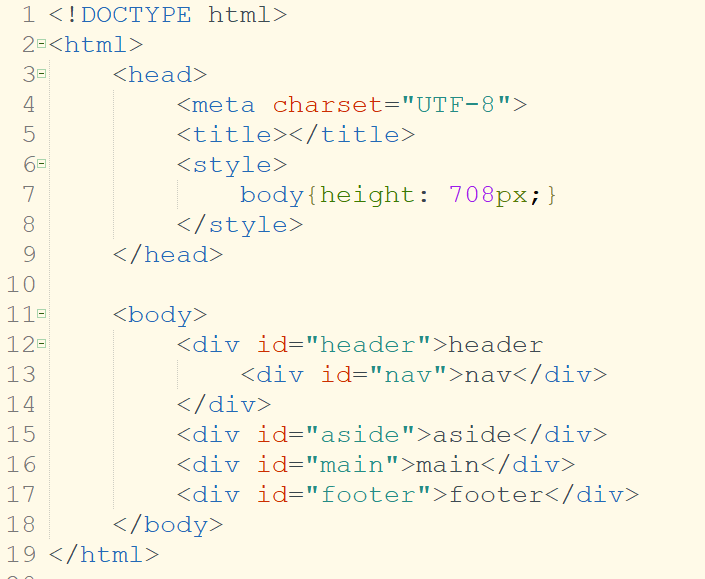 1 <!DOCTYPE html>
2 <html>
3     <head>
4         <meta charset="UTF-8">
5         <title></title>
6         <style>
7             body{height: 708px;}
8         </style>
9     </head>
10
11     <body>
12         <div id="header">header
13             <div id="nav">nav</div>
14         </div>
15         <div id="aside">aside</div>
16         <div id="main">main</div>
17         <div id="footer">footer</div>
18     </body>
19 </html>